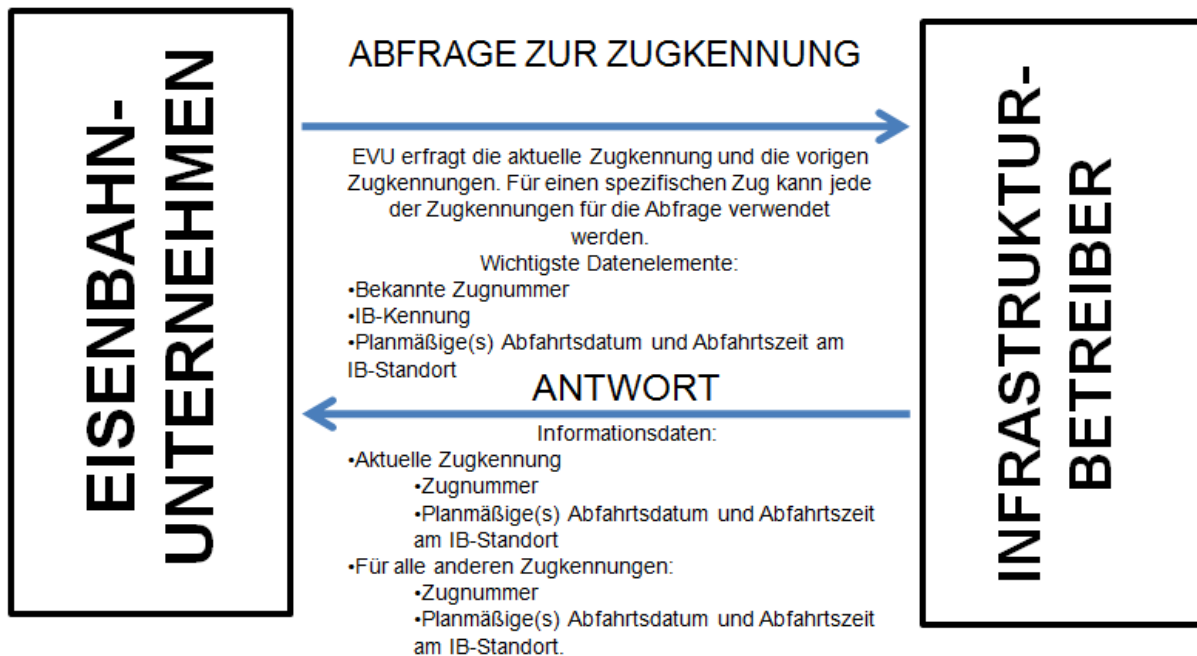 EISENBAHN-
UNTERNEHMEN
ABFRAGE ZUR ZUGKENNUNG
EVU erfragt die aktuelle Zugkennung und die vorigen
Zugkennungen. Für einen spezifischen Zug kann jede
der Zugkennungen für die Abfrage verwendet
werden.
Wichtigste Datenelemente:
•Bekannte Zugnummer
•IB-Kennung
•Planmäßige(s) Abfahrtsdatum und Abfahrtszeit am
IB-Standort
ANTWORT
Informationsdaten:
•Aktuelle Zugkennung
•Zugnummer
•Planmäßige(s) Abfahrtsdatum und Abfahrtszeit
am IB-Standort
•Für alle anderen Zugkennungen:
•Zugnummer
•Planmäßige(s) Abfahrtsdatum und Abfahrtszeit
am IB-Standort.
INFRASTRUKTUR-
BETREIBER